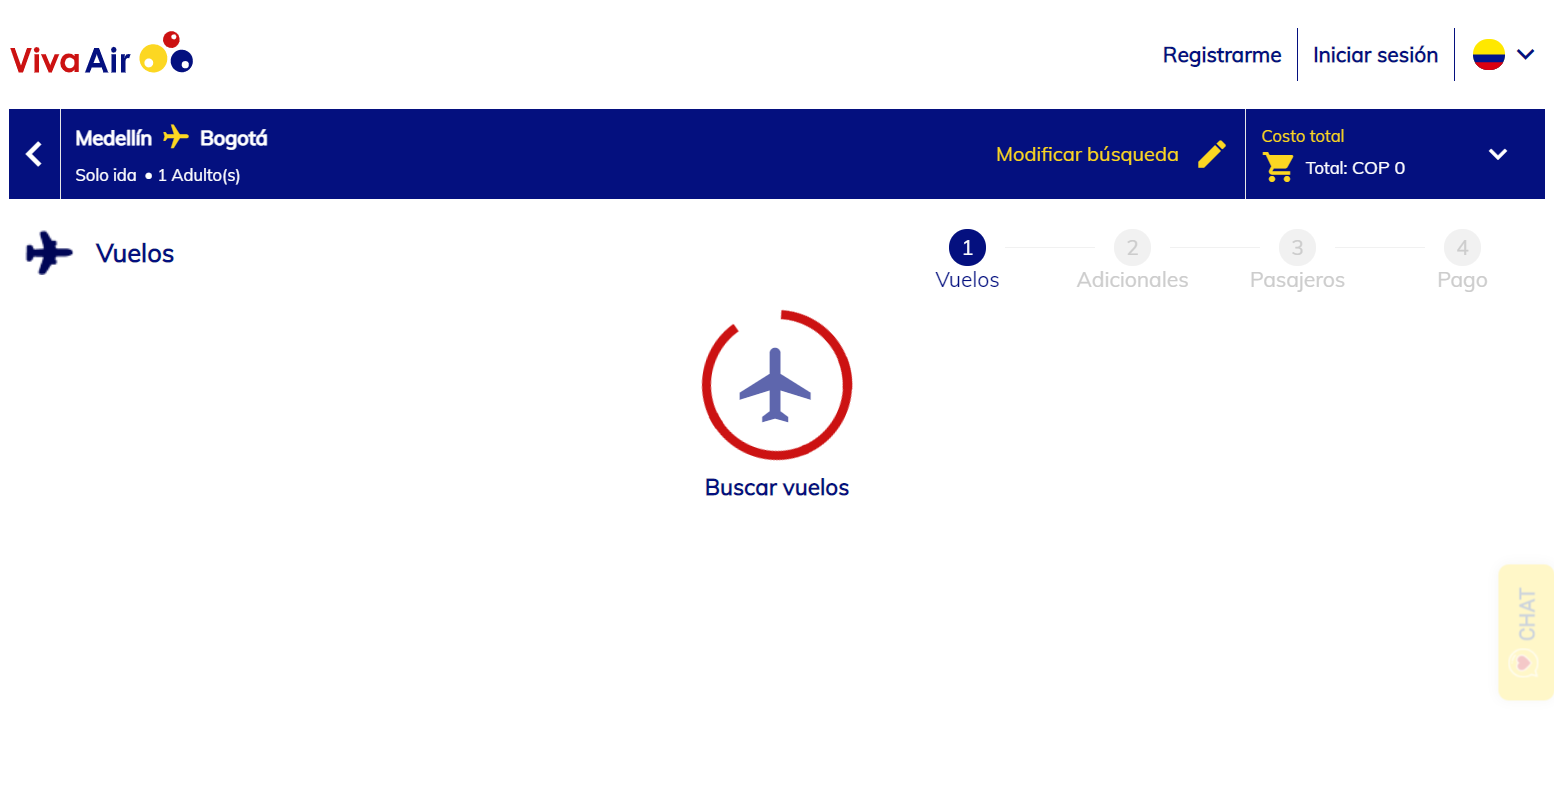 Viva Air
Registrarme
Iniciar sesión
Medellín Bogotá
Solo ida • 1 Adulto(s)
Modificar búsqueda
Costo total
Total: COP 0
Vuelos
1 2 3 4
Vuelos Adicionales Pasajeros Pago
Buscar vuelos
CHAT